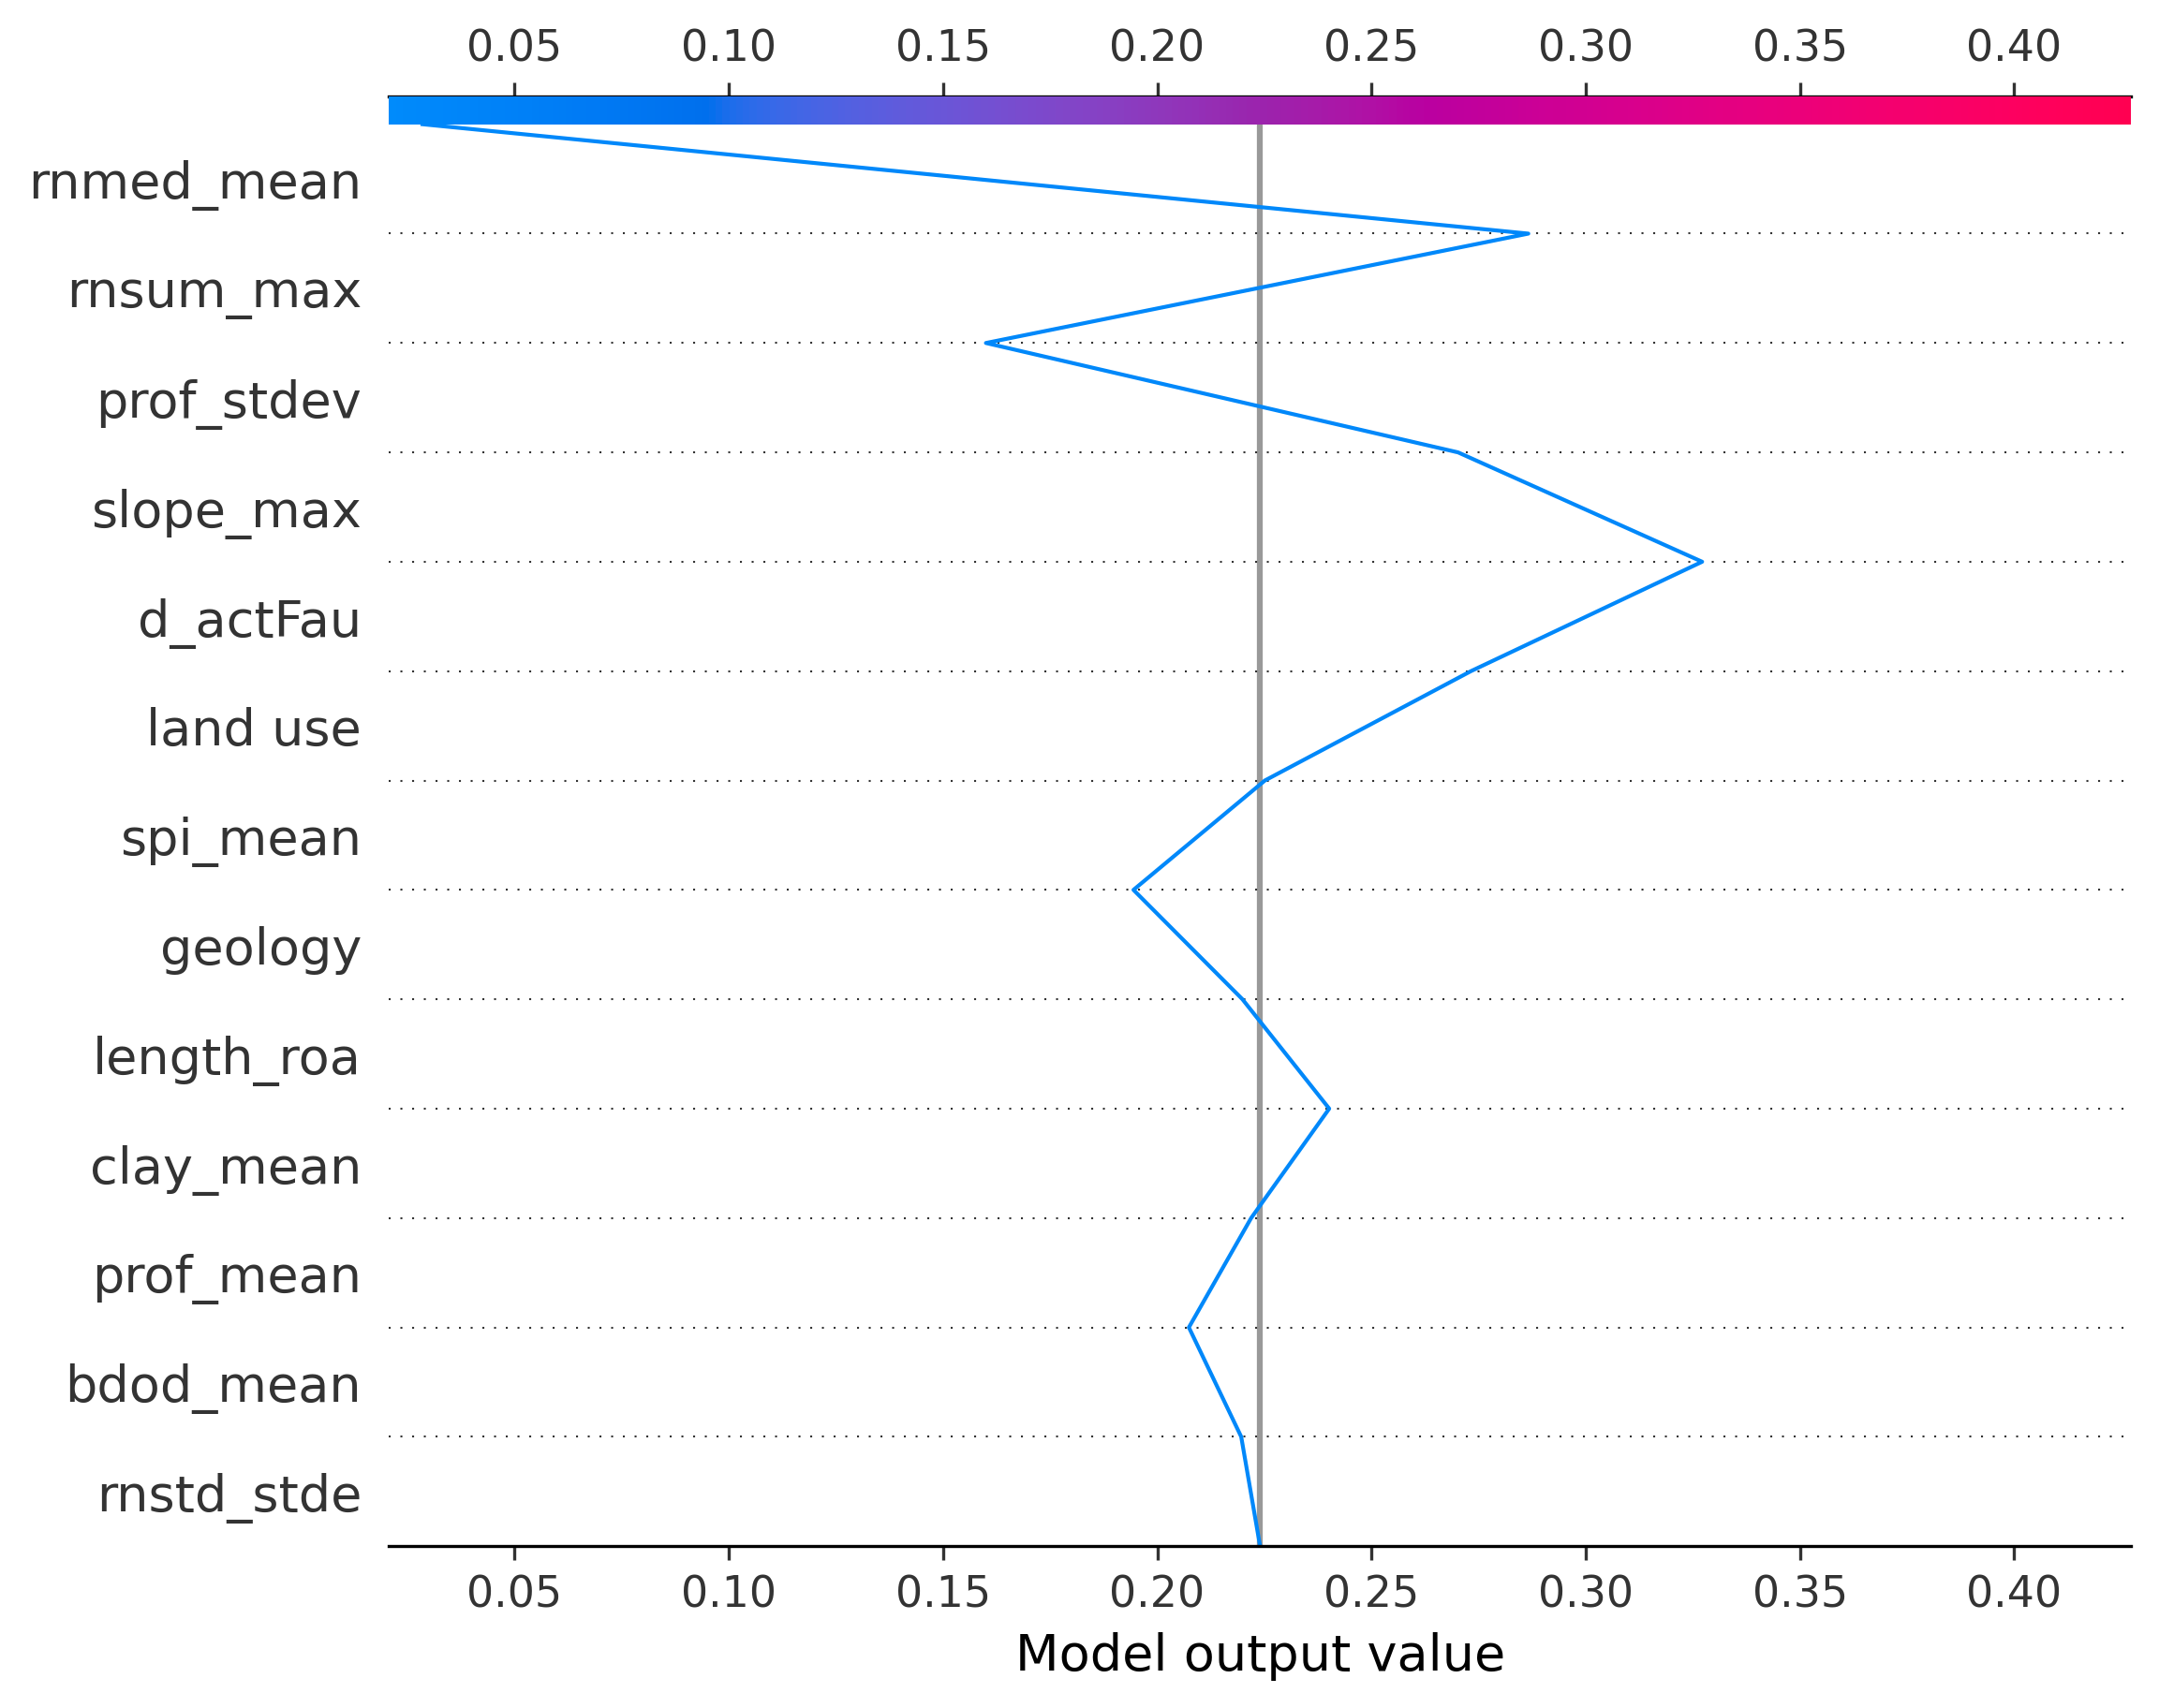 0.05 0.10 0.15 0.20 0.25 0.30 0.35 0.40
rnmed_mean
rnsum_max
prof_stdev
slope_max
d_actFau
land use
spi_mean
geology
length_roa
clay_mean
prof_mean
bdod_mean
rnstd_stde
0.05 0.10 0.15 0.20 0.25 0.30 0.35 0.40
Model output value